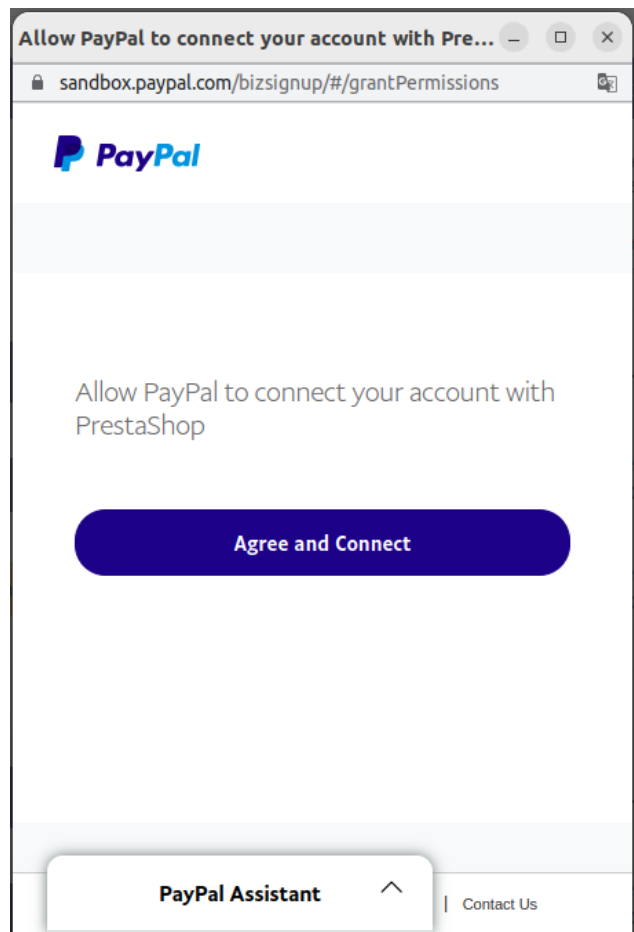 Allow PayPal to connect your account with Pre...
sandbox.paypal.com/bizsignup/#/grantPermissions
PayPal
Allow PayPal to connect your account with
PrestaShop
Agree and Connect
PayPal Assistant
| Contact Us